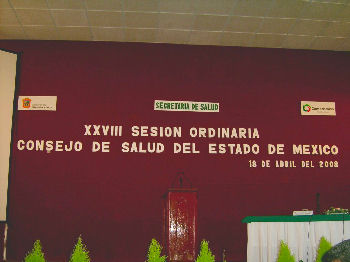 SECRETARIA DE SALUD
XXVIII SESION ORDINARIA
CONSEJO DE SALUD DEL ESTADO DE MEXICO
18 DE ABRIL DEL 2008